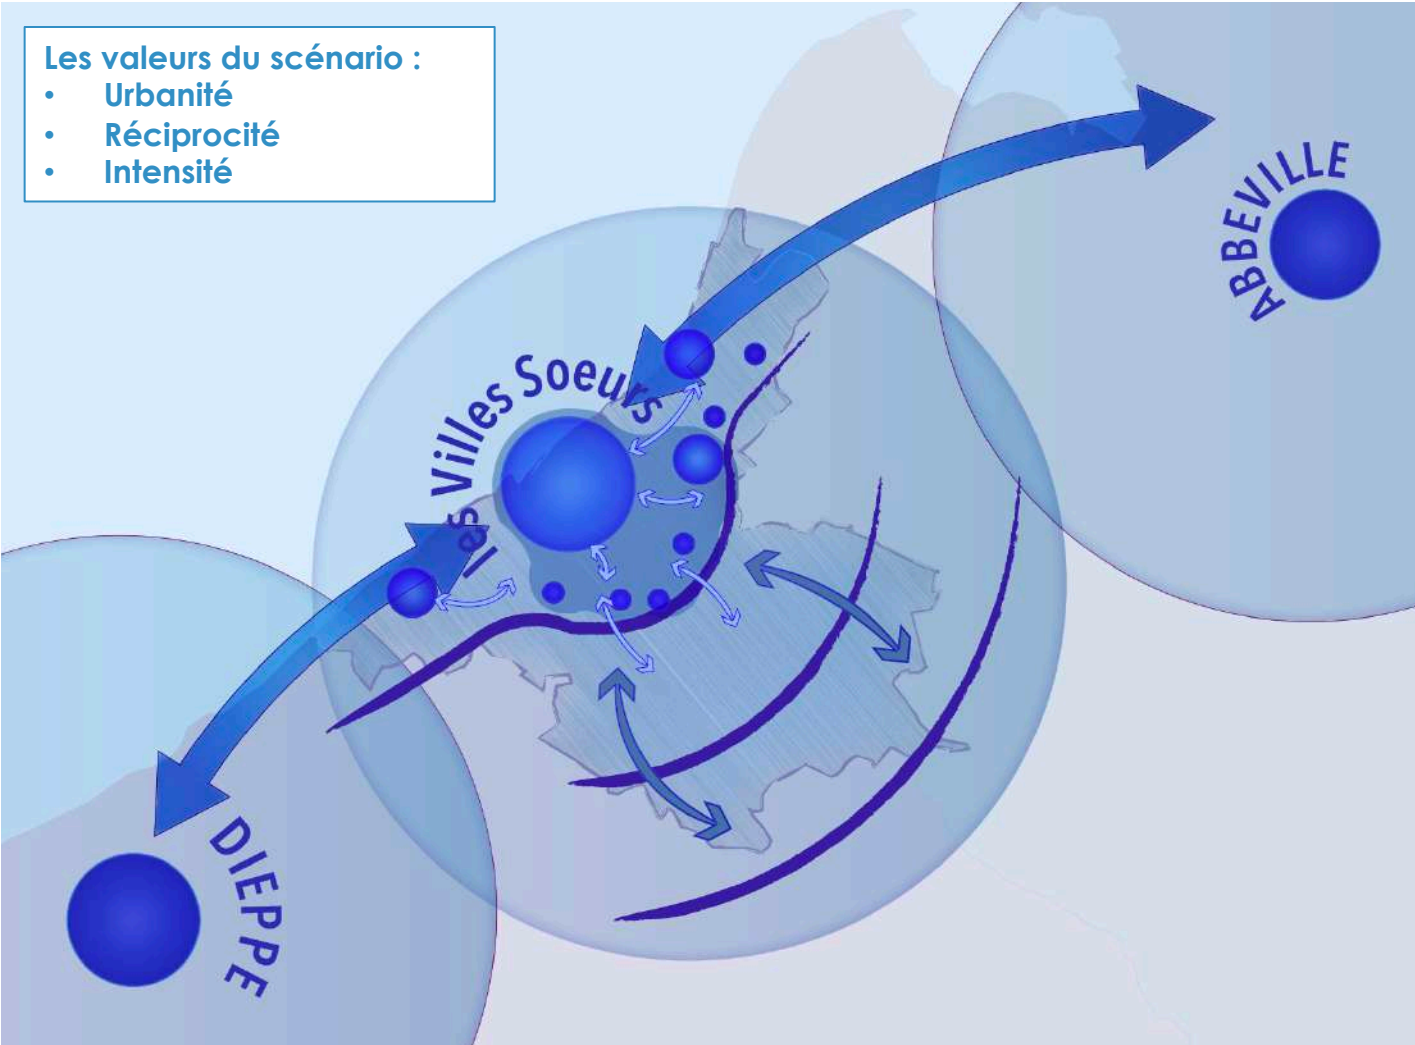 Les valeurs du scénario :
• Urbanité
• Réciprocité
• Intensité
ABBEVILLE
les Villes Soeurs
DIEPPE